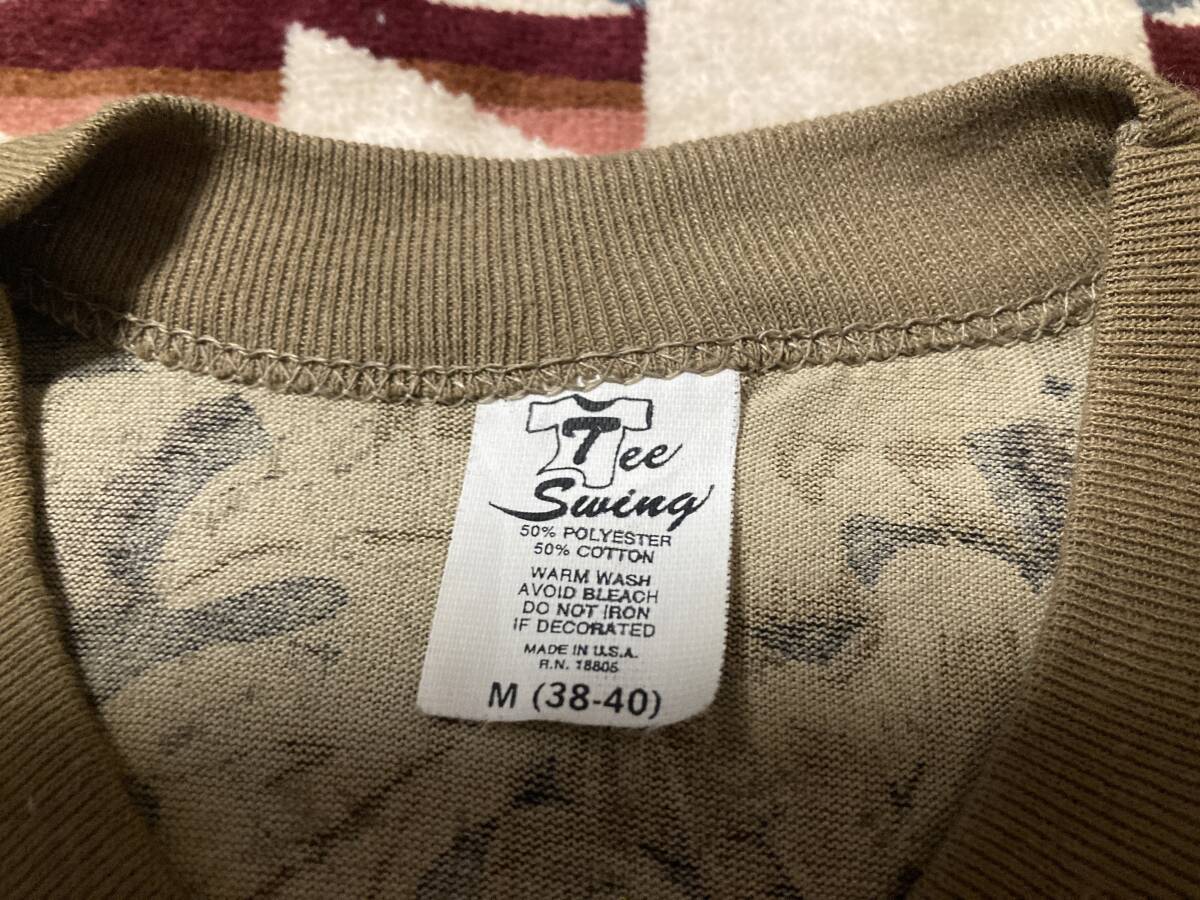 Tee
Swing
50% POLYESTER
50% COTTON
WARM WASH
AVOID BLEACH
DO NOT IRON
IF DECORATED
MADE IN U.S.A.
R.N. 18805
M (38-40)